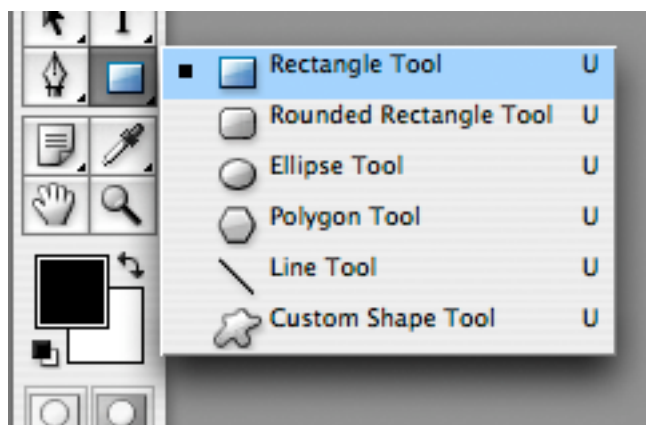 Rectangle Tool U
Rounded Rectangle Tool U
Ellipse Tool U
Polygon Tool U
Line Tool U
Custom Shape Tool U